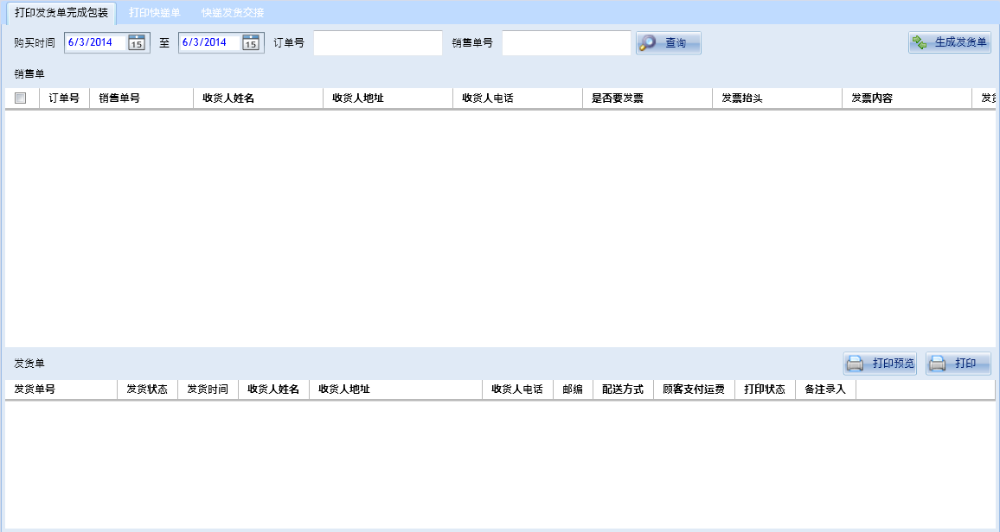 打印发货单完成包装 打印快递单 快递发货交接
购买时间 6/3/2014 15 至 6/3/2014 15 订单号 销售单号 查询 生成发货单
销售单
订单号 销售单号 收货人姓名 收货人地址 收货人电话 是否要发票 发票抬头 发票内容 发货
发货单 打印预览 打印
发货单号 发货状态 发货时间 收货人姓名 收货人地址 收货人电话 邮编 配送方式 顾客支付运费 打印状态 备注录入